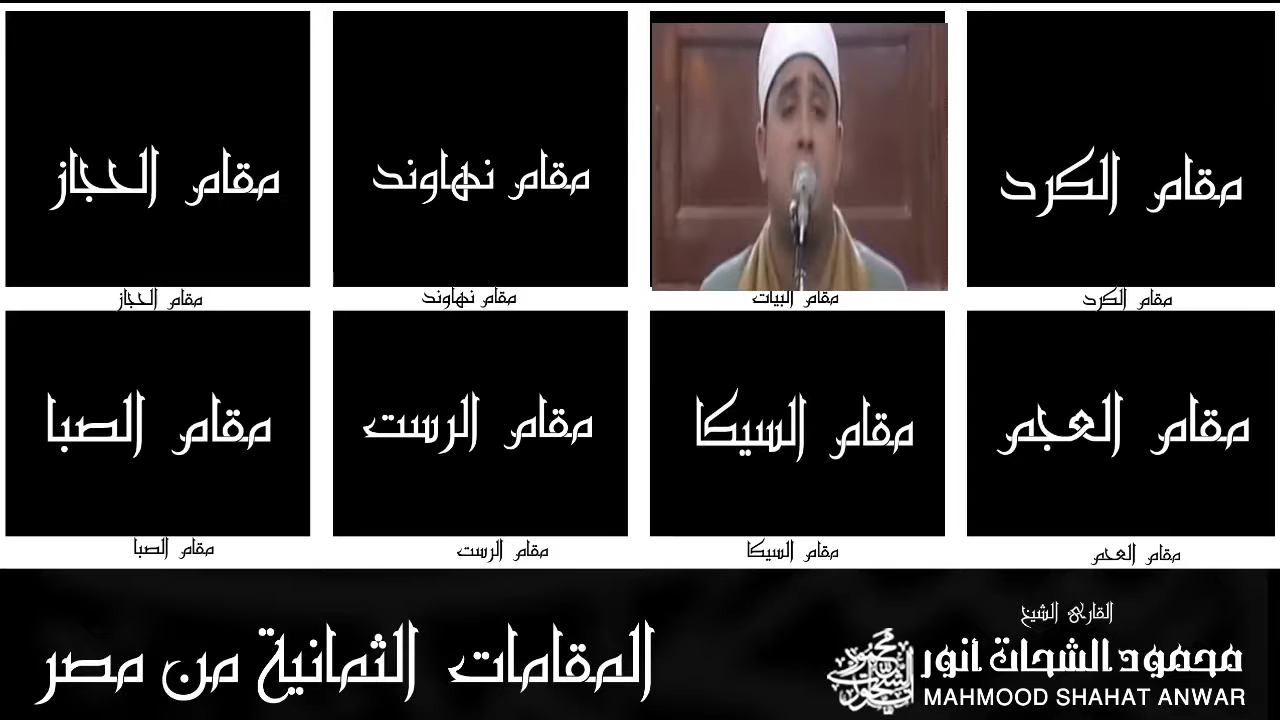 مقام الكرد
مقام نهاوند
مقام الحجاز
مقام الكرد
مقام البيات
مقام نهاوند
مقام الحجاز
مقام العجم
مقام السيكا
مقام الرست
مقام الصبا
مقام العجم
مقام السيكا
مقام الرست
مقام الصبا
القارئ الشيخ
محمود الشحات أنور
MAHMOOD SHAHAT ANWAR
المقامات الثمانية من مصر